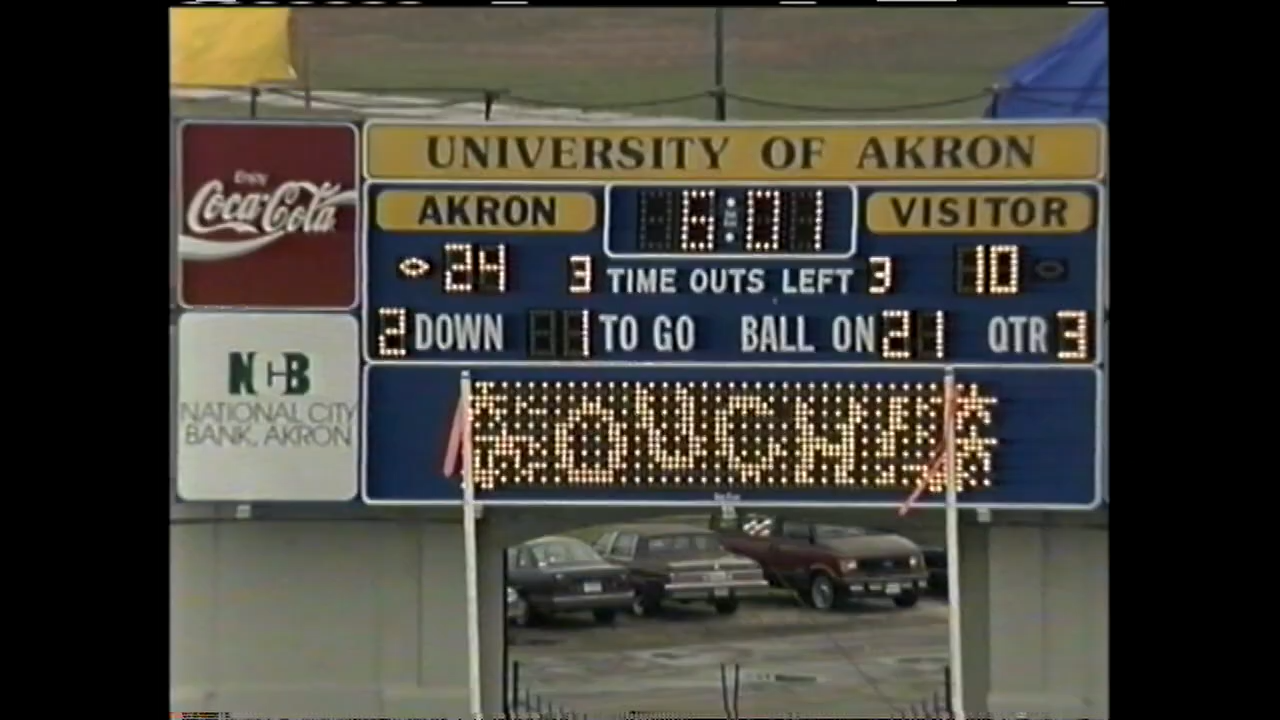 UNIVERSITY OF AKRON
ENJOY
Coca-Cola
AKRON
6:01
VISITOR
24
3 TIME OUTS LEFT 3
10
2 DOWN 1 TO GO BALL ON 21 QTR 3
NCB
NATIONAL CITY
BANK, AKRON
OUCH!